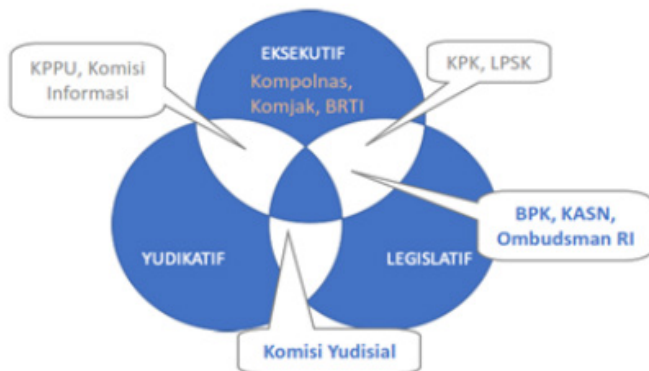 EKSEKUTIF
Kompolnas,
Komjak, BRTI
KPPU, Komisi
Informasi
KPK, LPSK
BPK, KASN,
Ombudsman RI
YUDIKATIF
LEGISLATIF
Komisi Yudisial